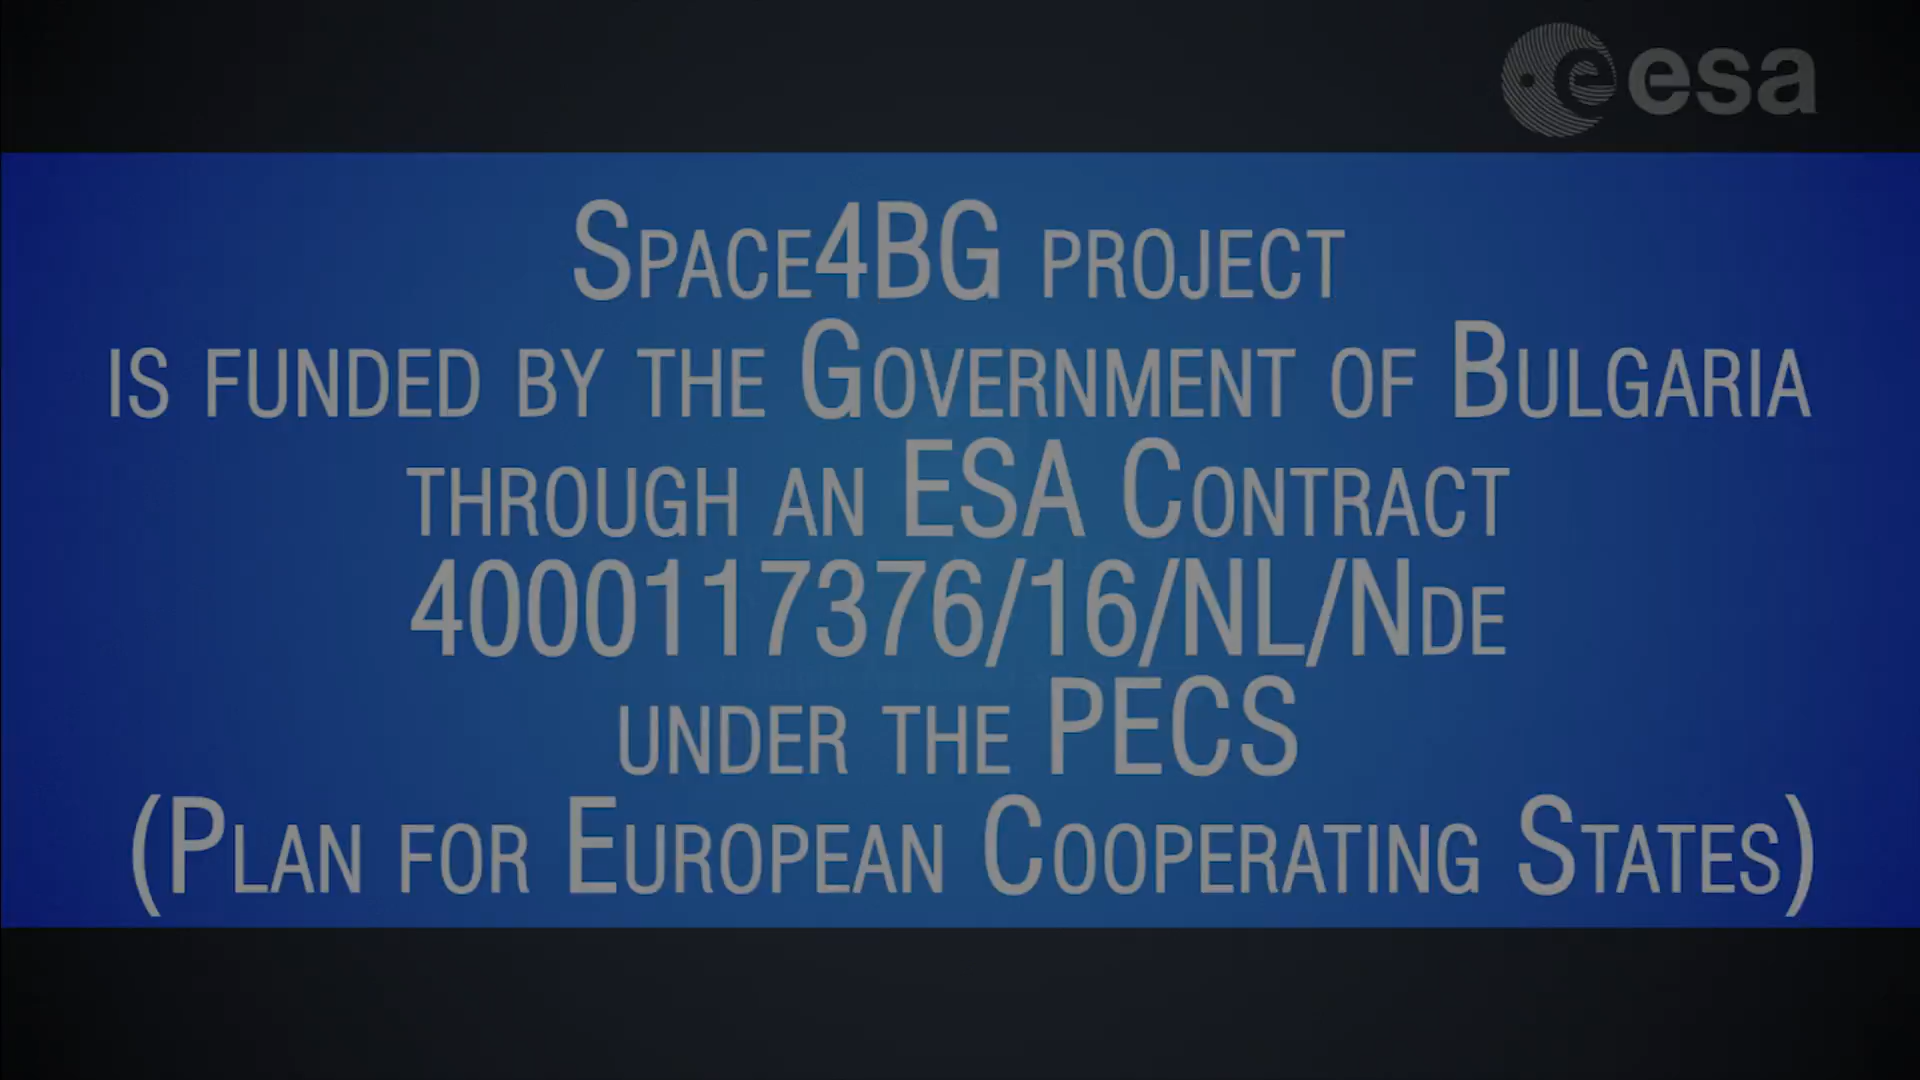 esa
Space4BG project
is funded by the Government of Bulgaria
through an ESA Contract
4000117376/16/NL/Nde
under the PECS
(Plan for European Cooperating States)